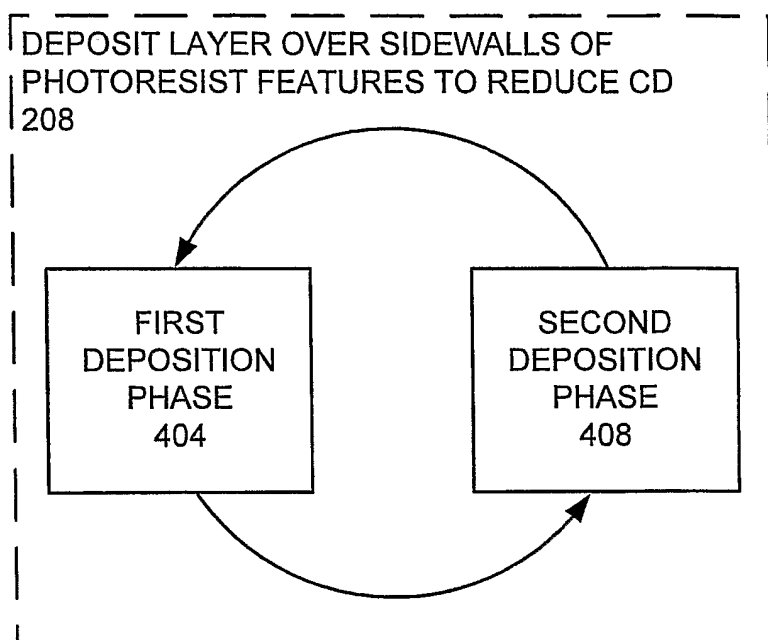 DEPOSIT LAYER OVER SIDEWALLS OF
PHOTORESIST FEATURES TO REDUCE CD
208
FIRST
DEPOSITION
PHASE
404
SECOND
DEPOSITION
PHASE
408